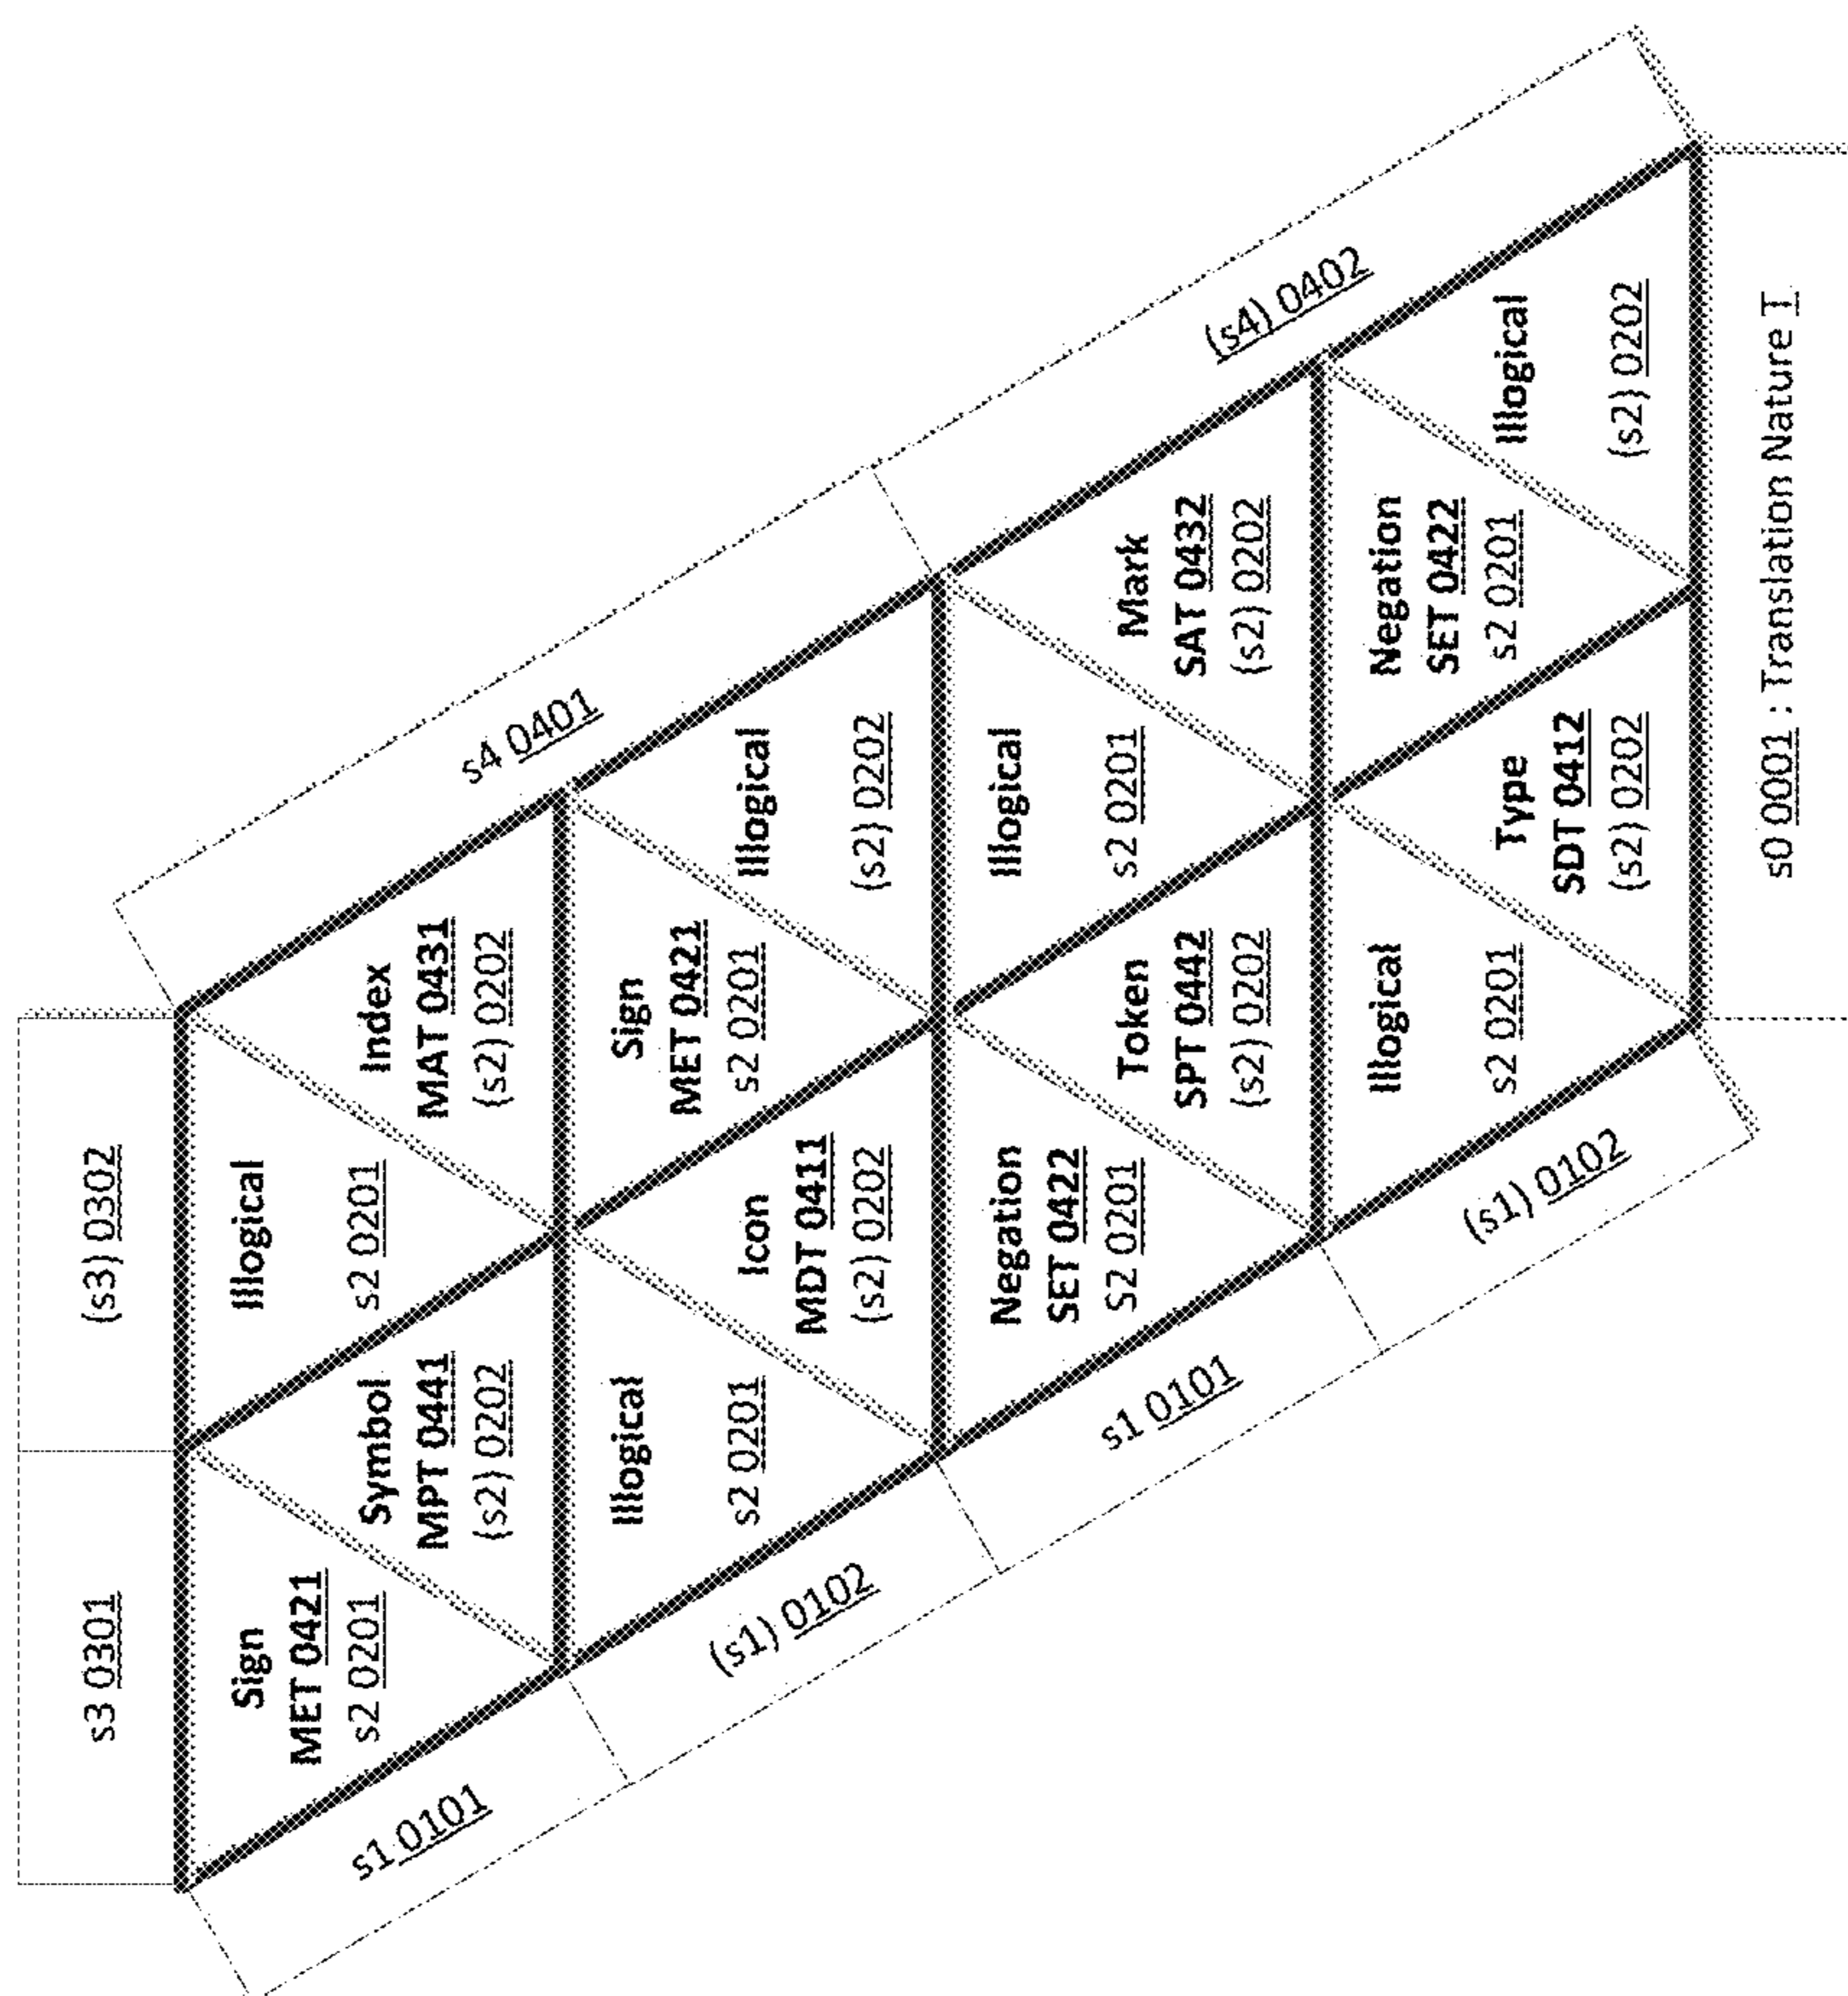 s3 0301
(s3) 0302
s1 0101
Sign
MET 0421
s2 0201
Symbol
MPT 0441
(s2) 0202
Illogical
s2 0201
Index
MAT 0431
(s2) 0202
s4 0401
(s1) 0102
Illogical
s2 0201
Icon
MDT 0411
(s2) 0202
Sign
MET 0421
s2 0201
Illogical
(s2) 0202
s1 0101
Negation
SET 0422
S2 0201
Token
SPT 0442
(s2) 0202
Illogical
s2 0201
Mark
SAT 0432
(s2) 0202
(s4) 0402
(s1) 0102
Illogical
s2 0201
Type
SDT 0412
(s2) 0202
Negation
SET 0422
s2 0201
Illogical
(s2) 0202
s0 0001 : Translation Nature T